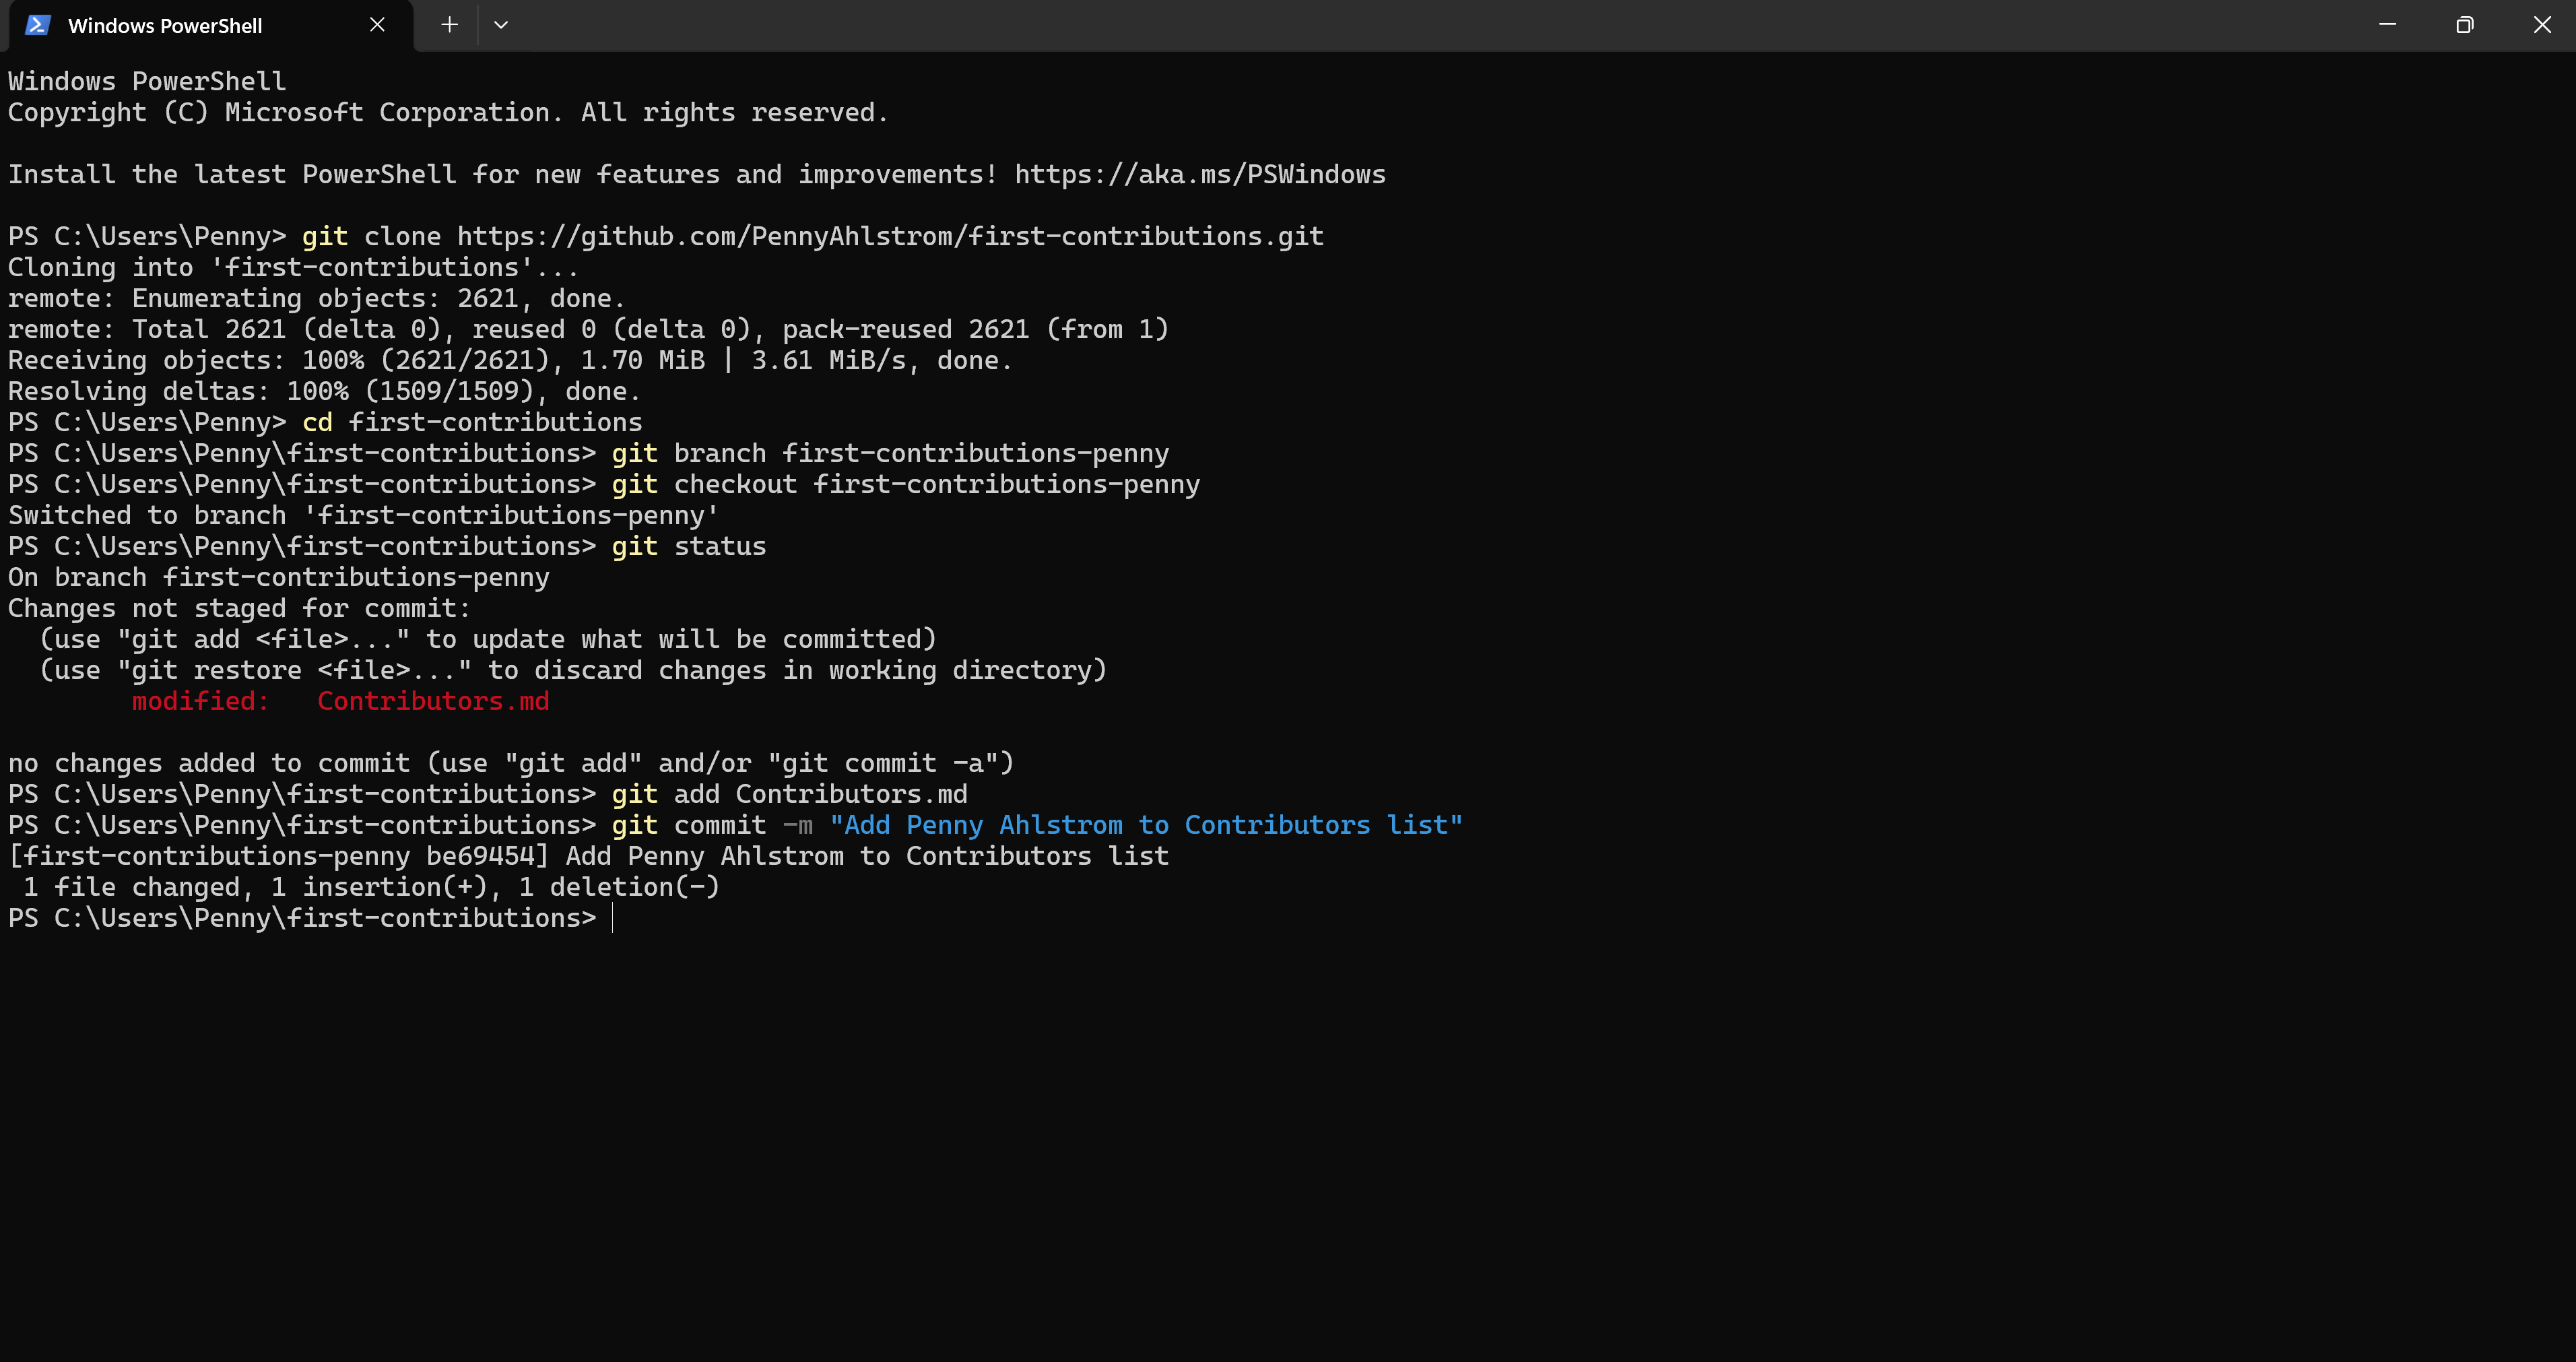 Windows PowerShell
Windows PowerShell
Copyright (C) Microsoft Corporation. All rights reserved.
Install the latest PowerShell for new features and improvements! https://aka.ms/PSWindows
PS C:\Users\Penny> git clone https://github.com/PennyAhlstrom/first-contributions.git
Cloning into 'first-contributions'...
remote: Enumerating objects: 2621, done.
remote: Total 2621 (delta 0), reused 0 (delta 0), pack-reused 2621 (from 1)
Receiving objects: 100% (2621/2621), 1.70 MiB | 3.61 MiB/s, done.
Resolving deltas: 100% (1509/1509), done.
PS C:\Users\Penny> cd first-contributions
PS C:\Users\Penny\first-contributions> git branch first-contributions-penny
PS C:\Users\Penny\first-contributions> git checkout first-contributions-penny
Switched to branch 'first-contributions-penny'
PS C:\Users\Penny\first-contributions> git status
On branch first-contributions-penny
Changes not staged for commit:
  (use "git add <file>..." to update what will be committed)
  (use "git restore <file>..." to discard changes in working directory)
        modified:   Contributors.md
no changes added to commit (use "git add" and/or "git commit -a")
PS C:\Users\Penny\first-contributions> git add Contributors.md
PS C:\Users\Penny\first-contributions> git commit -m "Add Penny Ahlstrom to Contributors list"
[first-contributions-penny be69454] Add Penny Ahlstrom to Contributors list
 1 file changed, 1 insertion(+), 1 deletion(-)
PS C:\Users\Penny\first-contributions>